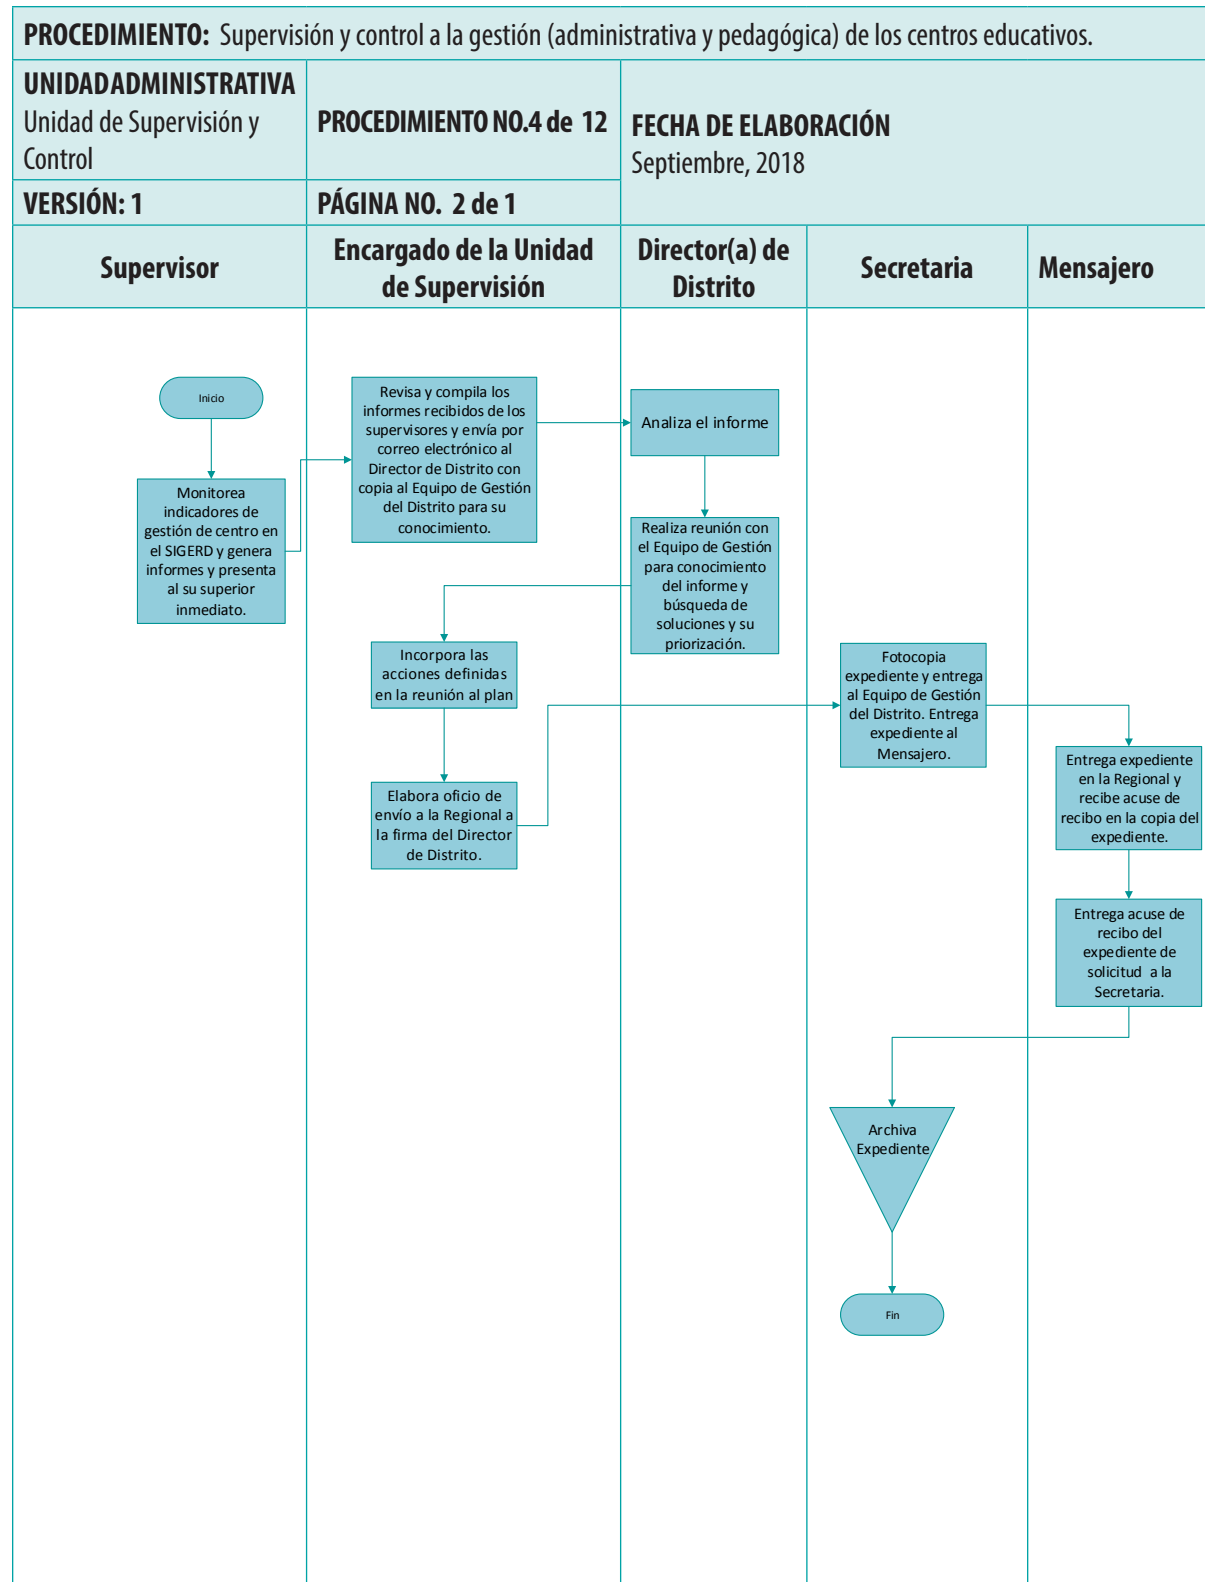 PROCEDIMIENTO: Supervisión y control a la gestión (administrativa y pedagógica) de los centros educativos.
UNIDAD ADMINISTRATIVA
Unidad de Supervisión y
Control
PROCEDIMIENTO NO.4 de 12
FECHA DE ELABORACIÓN
Septiembre, 2018
VERSIÓN: 1
PÁGINA NO. 2 de 1
Supervisor
Encargado de la Unidad
de Supervisión
Director(a) de
Distrito
Secretaria
Mensajero
Inicio
Monitorea
indicadores de
gestión de centro en
el SIGERD y genera
informes y presenta
al su superior
inmediato.
Revisa y compila los
informes recibidos de los
supervisores y envía por
correo electrónico al
Director de Distrito con
copia al Equipo de Gestión
del Distrito para su
conocimiento.
Analiza el informe
Realiza reunión con
el Equipo de Gestión
para conocimiento
del informe y
búsqueda de
soluciones y su
priorización.
Incorpora las
acciones definidas
en la reunión al plan
Elabora oficio de
envío a la Regional a
la firma del Director
de Distrito.
Fotocopia
expediente y entrega
al Equipo de Gestión
del Distrito. Entrega
expediente al
Mensajero.
Entrega expediente
en la Regional y
recibe acuse de
recibo en la copia del
expediente.
Entrega acuse de
recibo del
expediente de
solicitud a la
Secretaria.
Archiva
Expediente
Fin